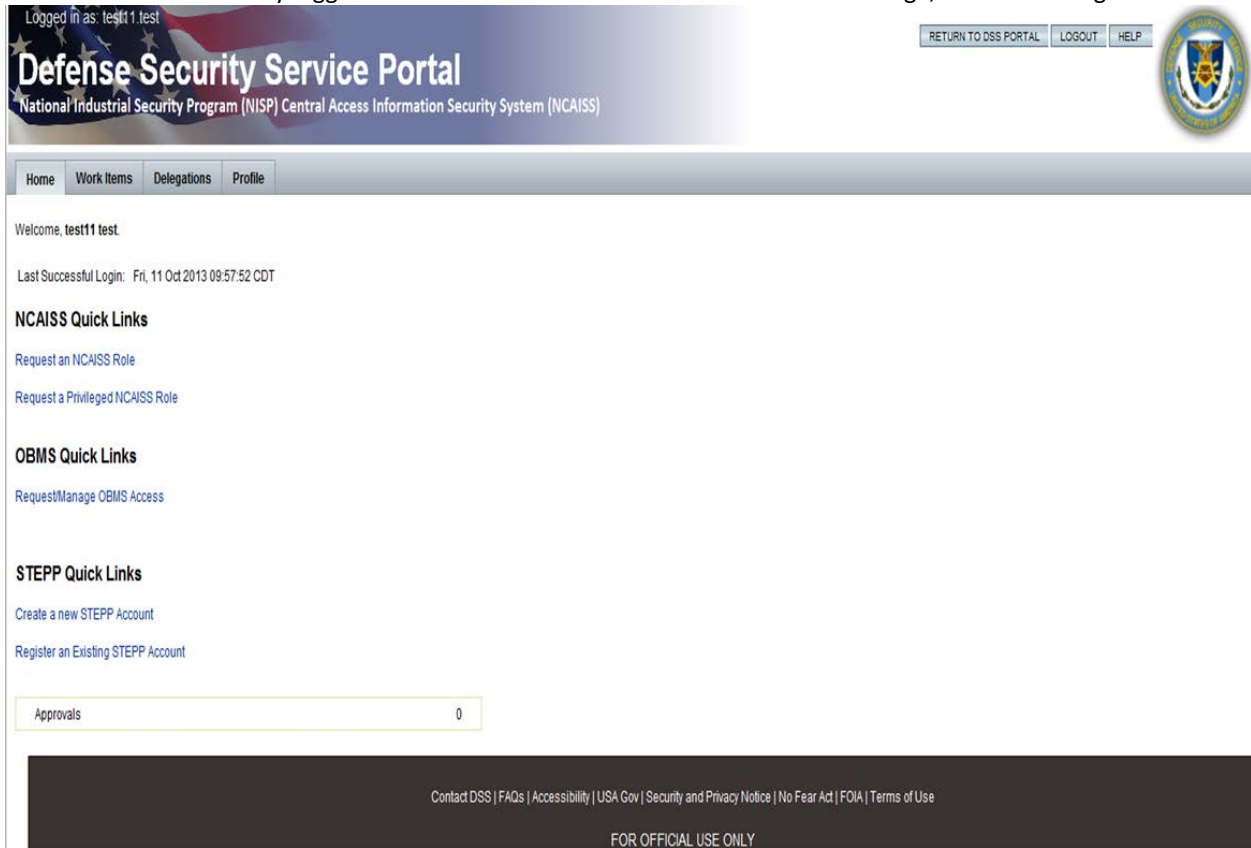 Logged in as: test11.test
RETURN TO DSS PORTAL LOGOUT HELP
Defense Security Service Portal
National Industrial Security Program (NISP) Central Access Information Security System (NCAISS)
Home Work Items Delegations Profile
Welcome, test11 test.
Last Successful Login: Fri, 11 Oct 2013 09:57:52 CDT
NCAISS Quick Links
Request an NCAISS Role
Request a Privileged NCAISS Role
OBMS Quick Links
Request/Manage OBMS Access
STEPP Quick Links
Create a new STEPP Account
Register an Existing STEPP Account
Approvals 0
Contact DSS | FAQs | Accessibility | USA Gov | Security and Privacy Notice | No Fear Act | FOIA | Terms of Use
FOR OFFICIAL USE ONLY